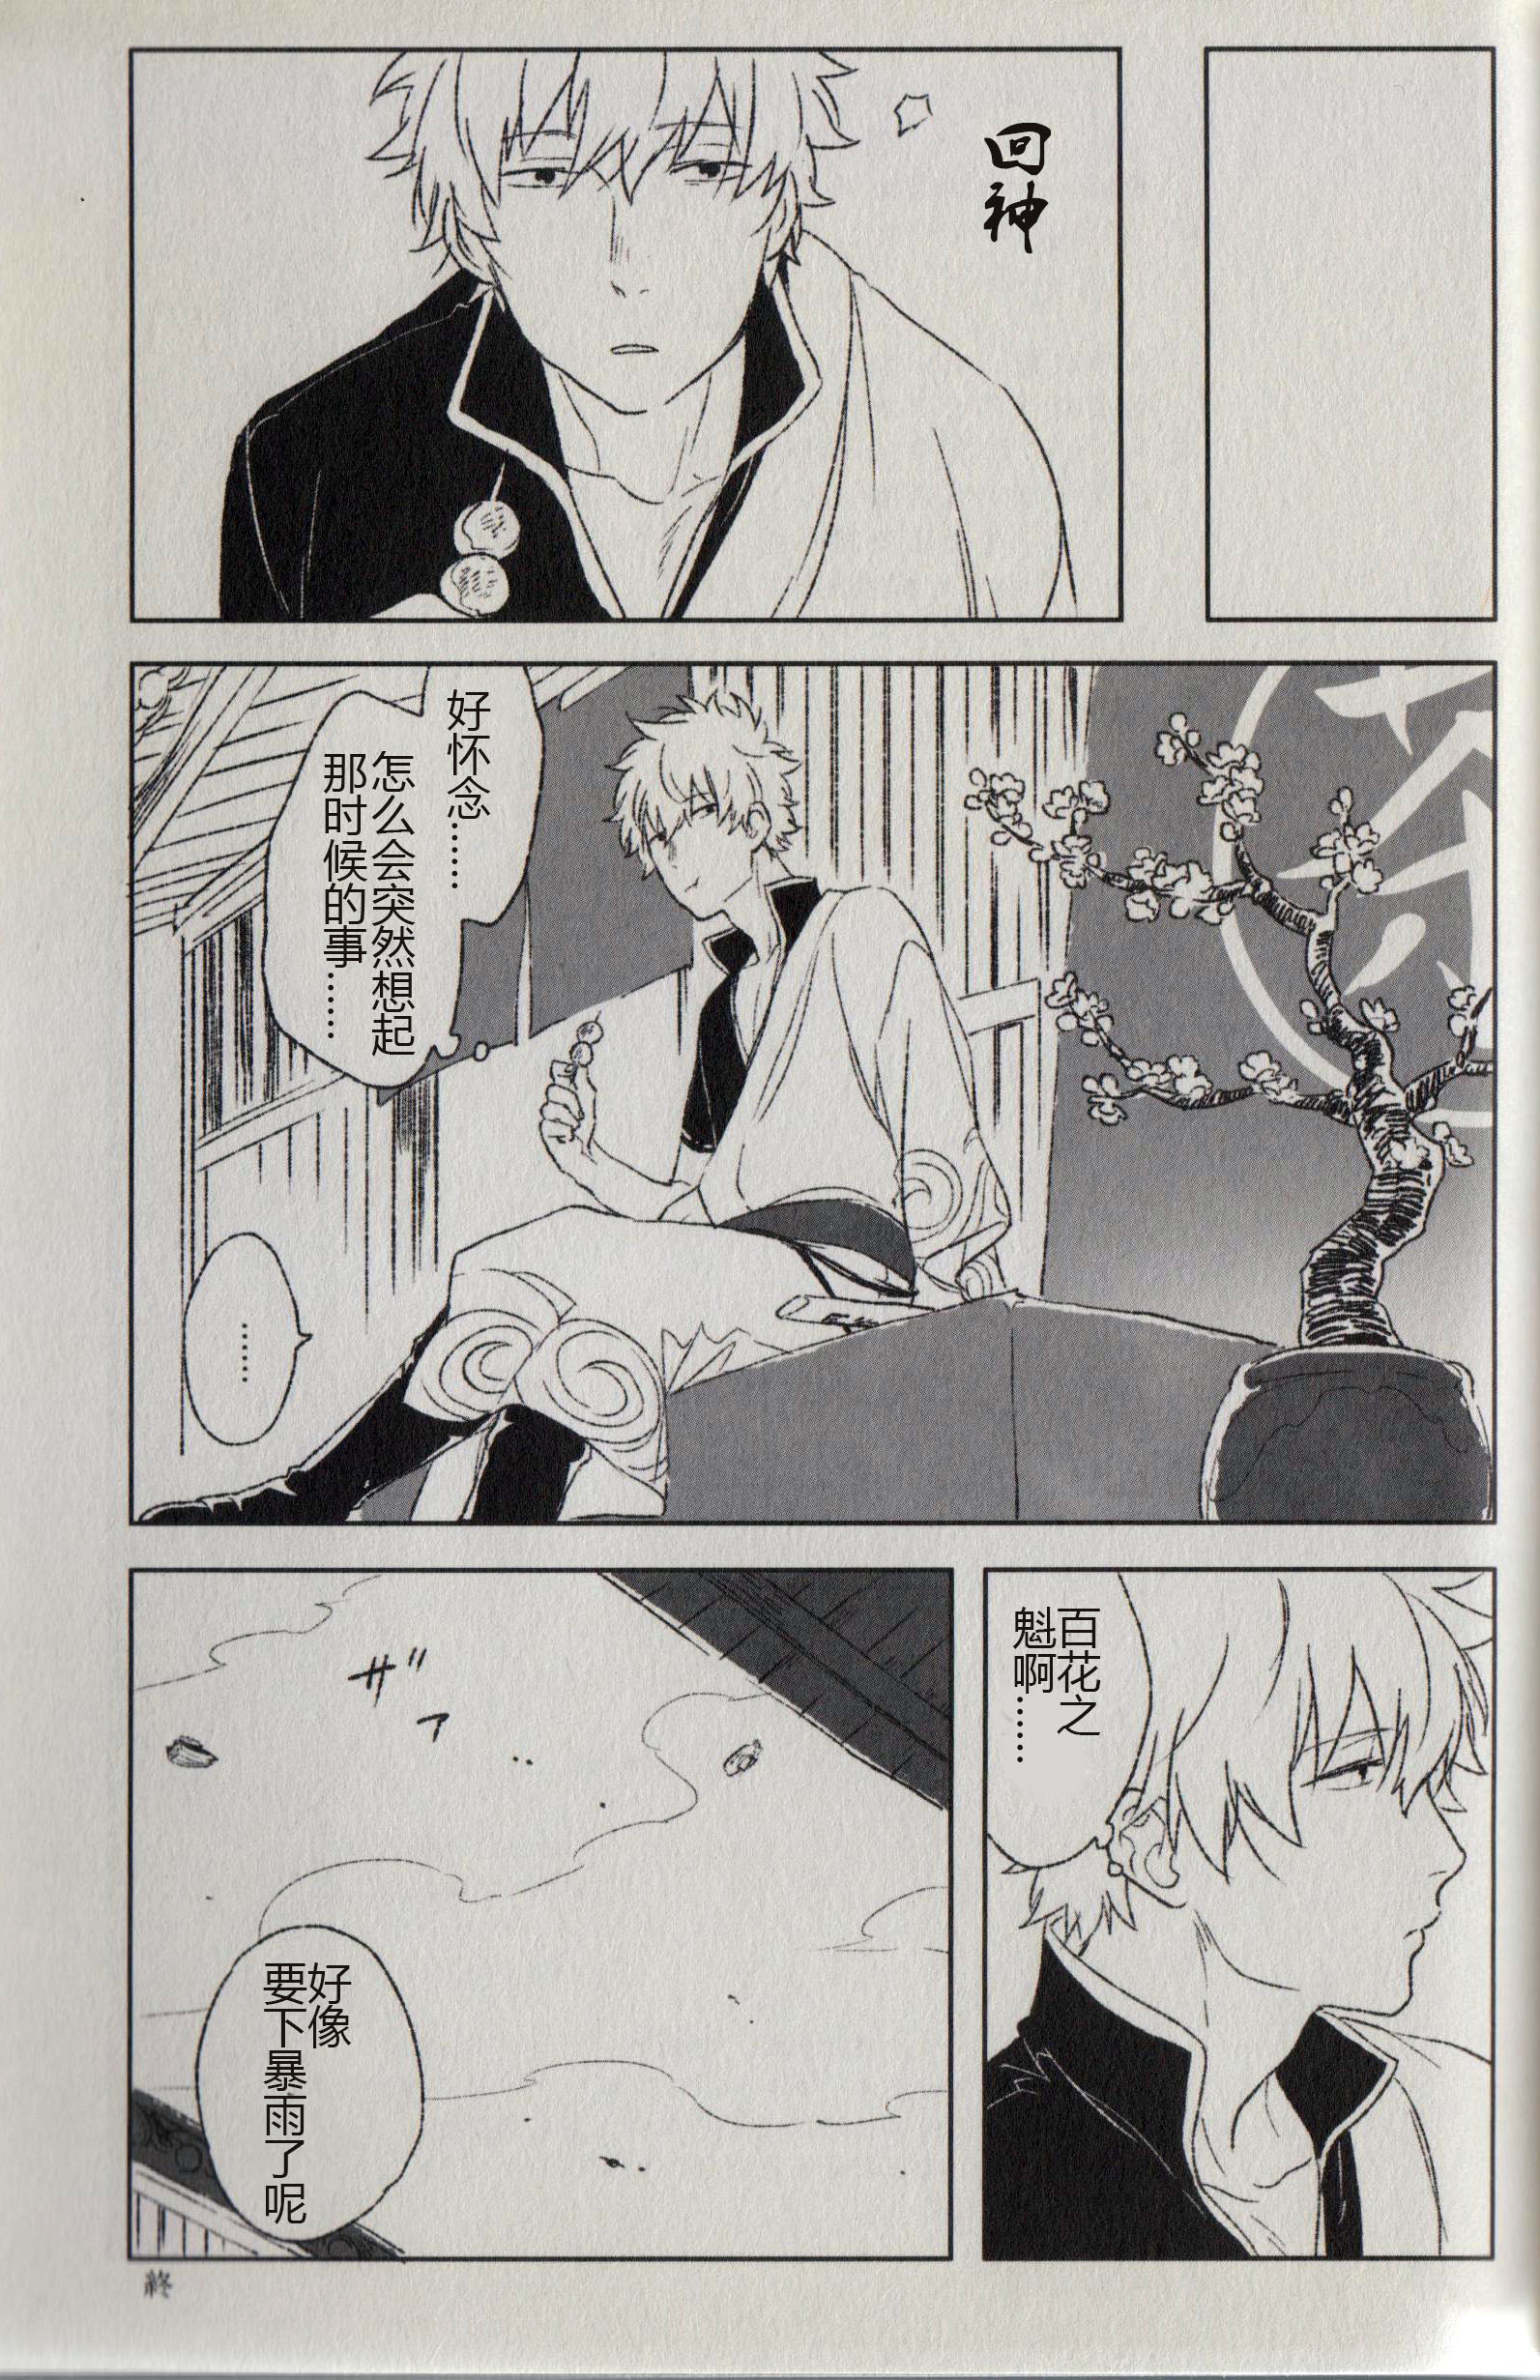 回神
好怀念……
怎么会突然想起
那时候的事……
……
百花之
魁啊……
ザァ
好像
要下暴雨了呢
終